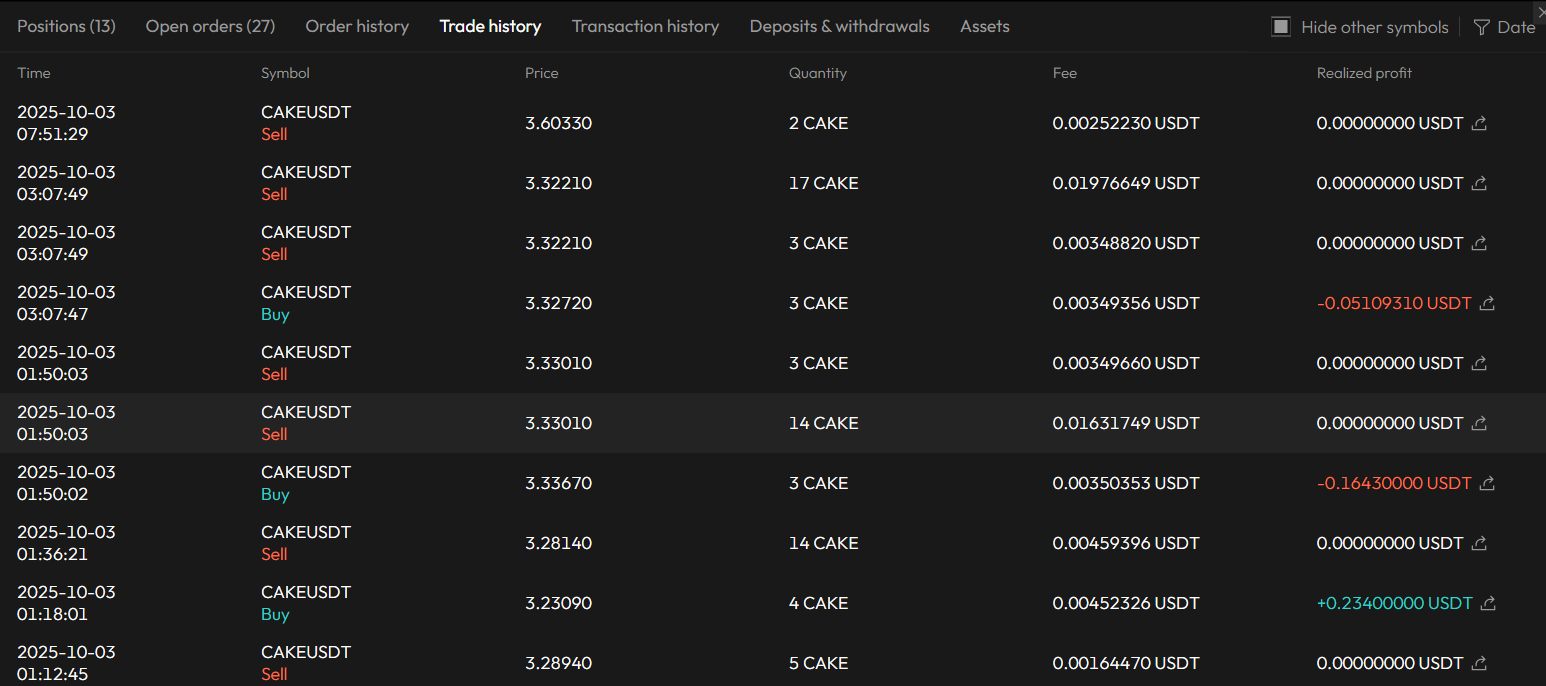 Positions (13) Open orders (27) Order history Trade history Transaction history Deposits & withdrawals Assets Hide other symbols Date
Time Symbol Price Quantity Fee Realized profit
2025-10-03 CAKEUSDT
07:51:29 Sell 3.60330 2 CAKE 0.00252230 USDT 0.00000000 USDT
2025-10-03 CAKEUSDT
03:07:49 Sell 3.32210 17 CAKE 0.01976649 USDT 0.00000000 USDT
2025-10-03 CAKEUSDT
03:07:49 Sell 3.32210 3 CAKE 0.00348820 USDT 0.00000000 USDT
2025-10-03 CAKEUSDT
03:07:47 Buy 3.32720 3 CAKE 0.00349356 USDT -0.05109310 USDT
2025-10-03 CAKEUSDT
01:50:03 Sell 3.33010 3 CAKE 0.00349660 USDT 0.00000000 USDT
2025-10-03 CAKEUSDT
01:50:03 Sell 3.33010 14 CAKE 0.01631749 USDT 0.00000000 USDT
2025-10-03 CAKEUSDT
01:50:02 Buy 3.33670 3 CAKE 0.00350353 USDT -0.16430000 USDT
2025-10-03 CAKEUSDT
01:36:21 Sell 3.28140 14 CAKE 0.00459396 USDT 0.00000000 USDT
2025-10-03 CAKEUSDT
01:18:01 Buy 3.23090 4 CAKE 0.00452326 USDT +0.23400000 USDT
2025-10-03 CAKEUSDT
01:12:45 Sell 3.28940 5 CAKE 0.00164470 USDT 0.00000000 USDT